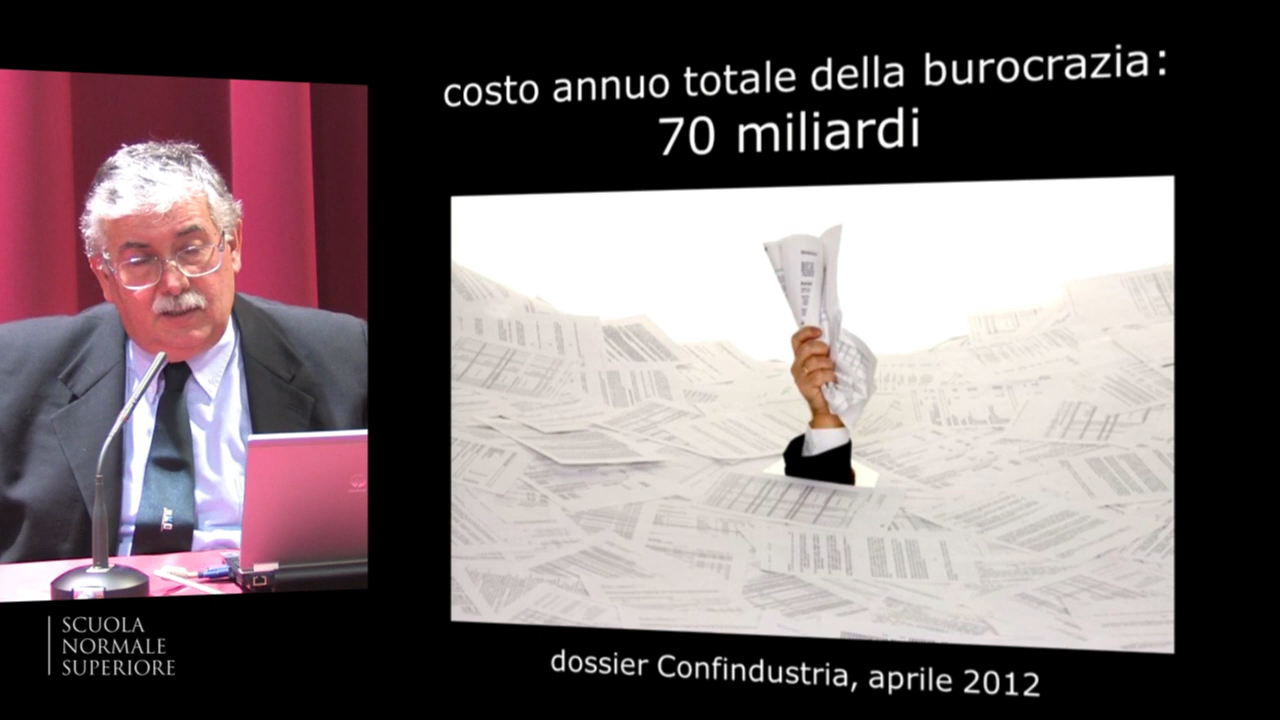 costo annuo totale della burocrazia:
70 miliardi
dossier Confindustria, aprile 2012
SCUOLA
NORMALE
SUPERIORE